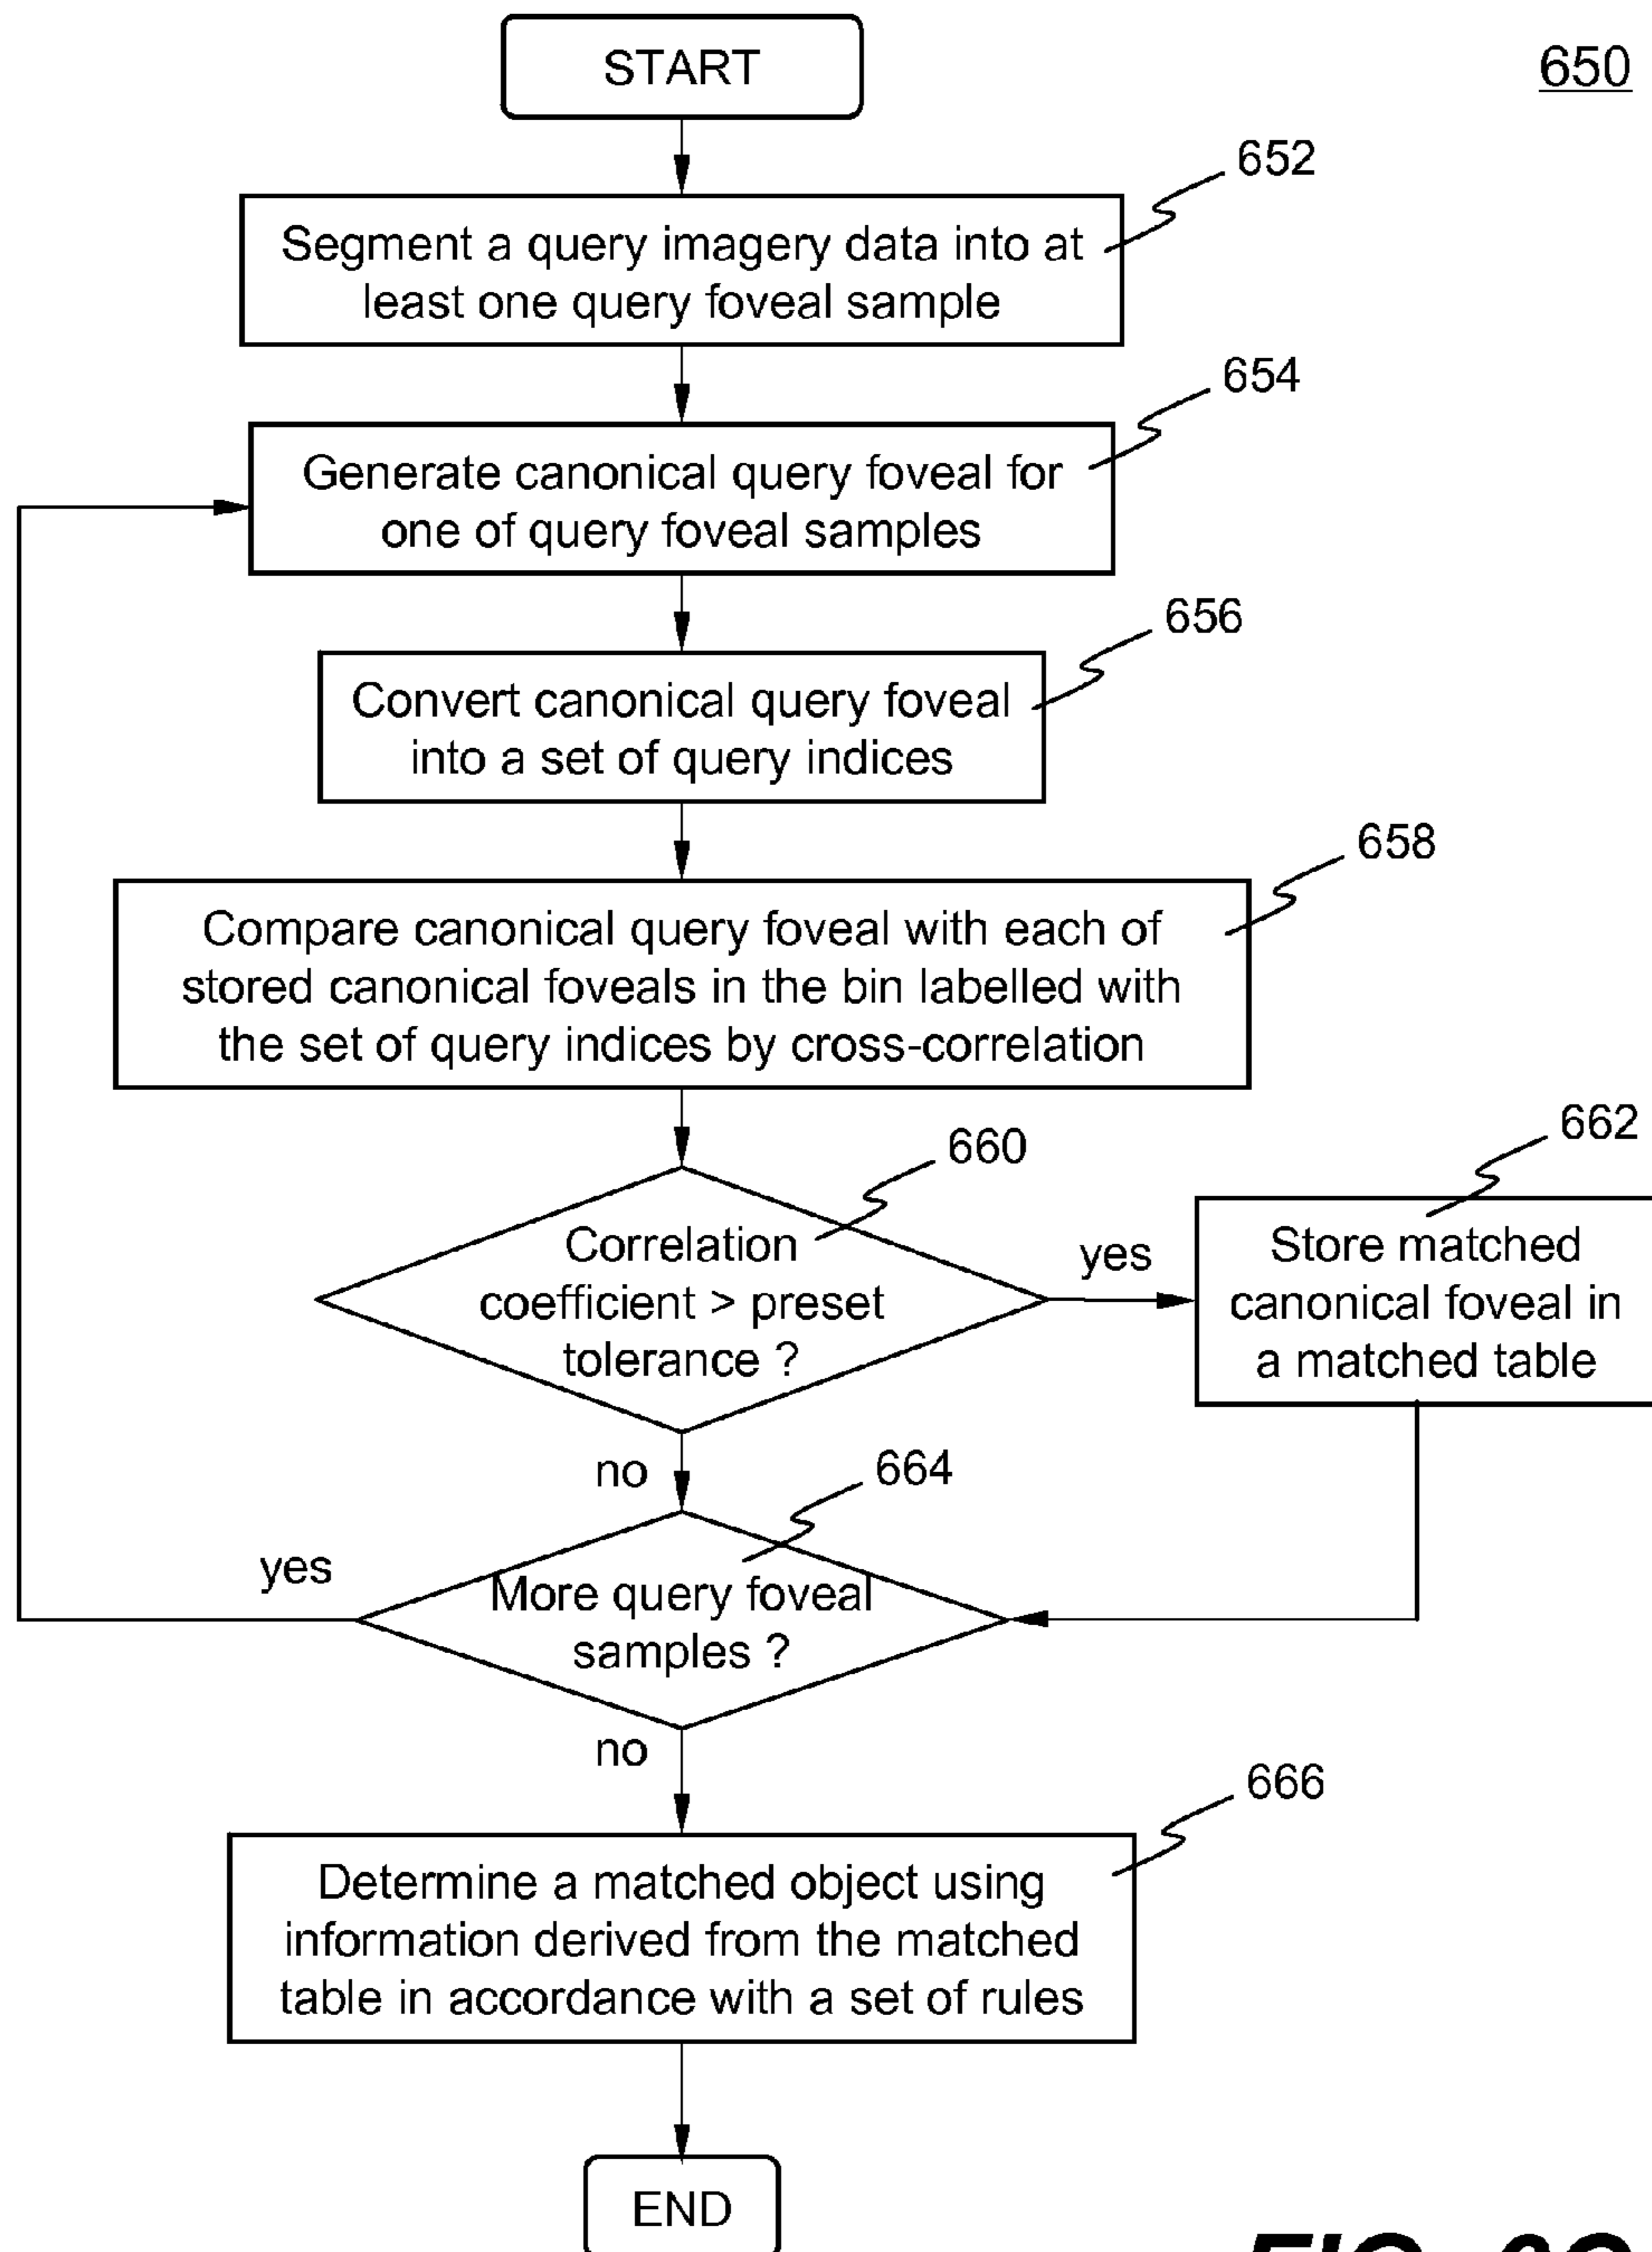 START
650
652
Segment a query imagery data into at
least one query foveal sample
654
Generate canonical query foveal for
one of query foveal samples
656
Convert canonical query foveal
into a set of query indices
658
Compare canonical query foveal with each of
stored canonical foveals in the bin labelled with
the set of query indices by cross-correlation
660
Correlation
coefficient > preset
tolerance ?
yes
662
Store matched
canonical foveal in
a matched table
no
664
More query foveal
samples ?
yes
no
666
Determine a matched object using
information derived from the matched
table in accordance with a set of rules
END